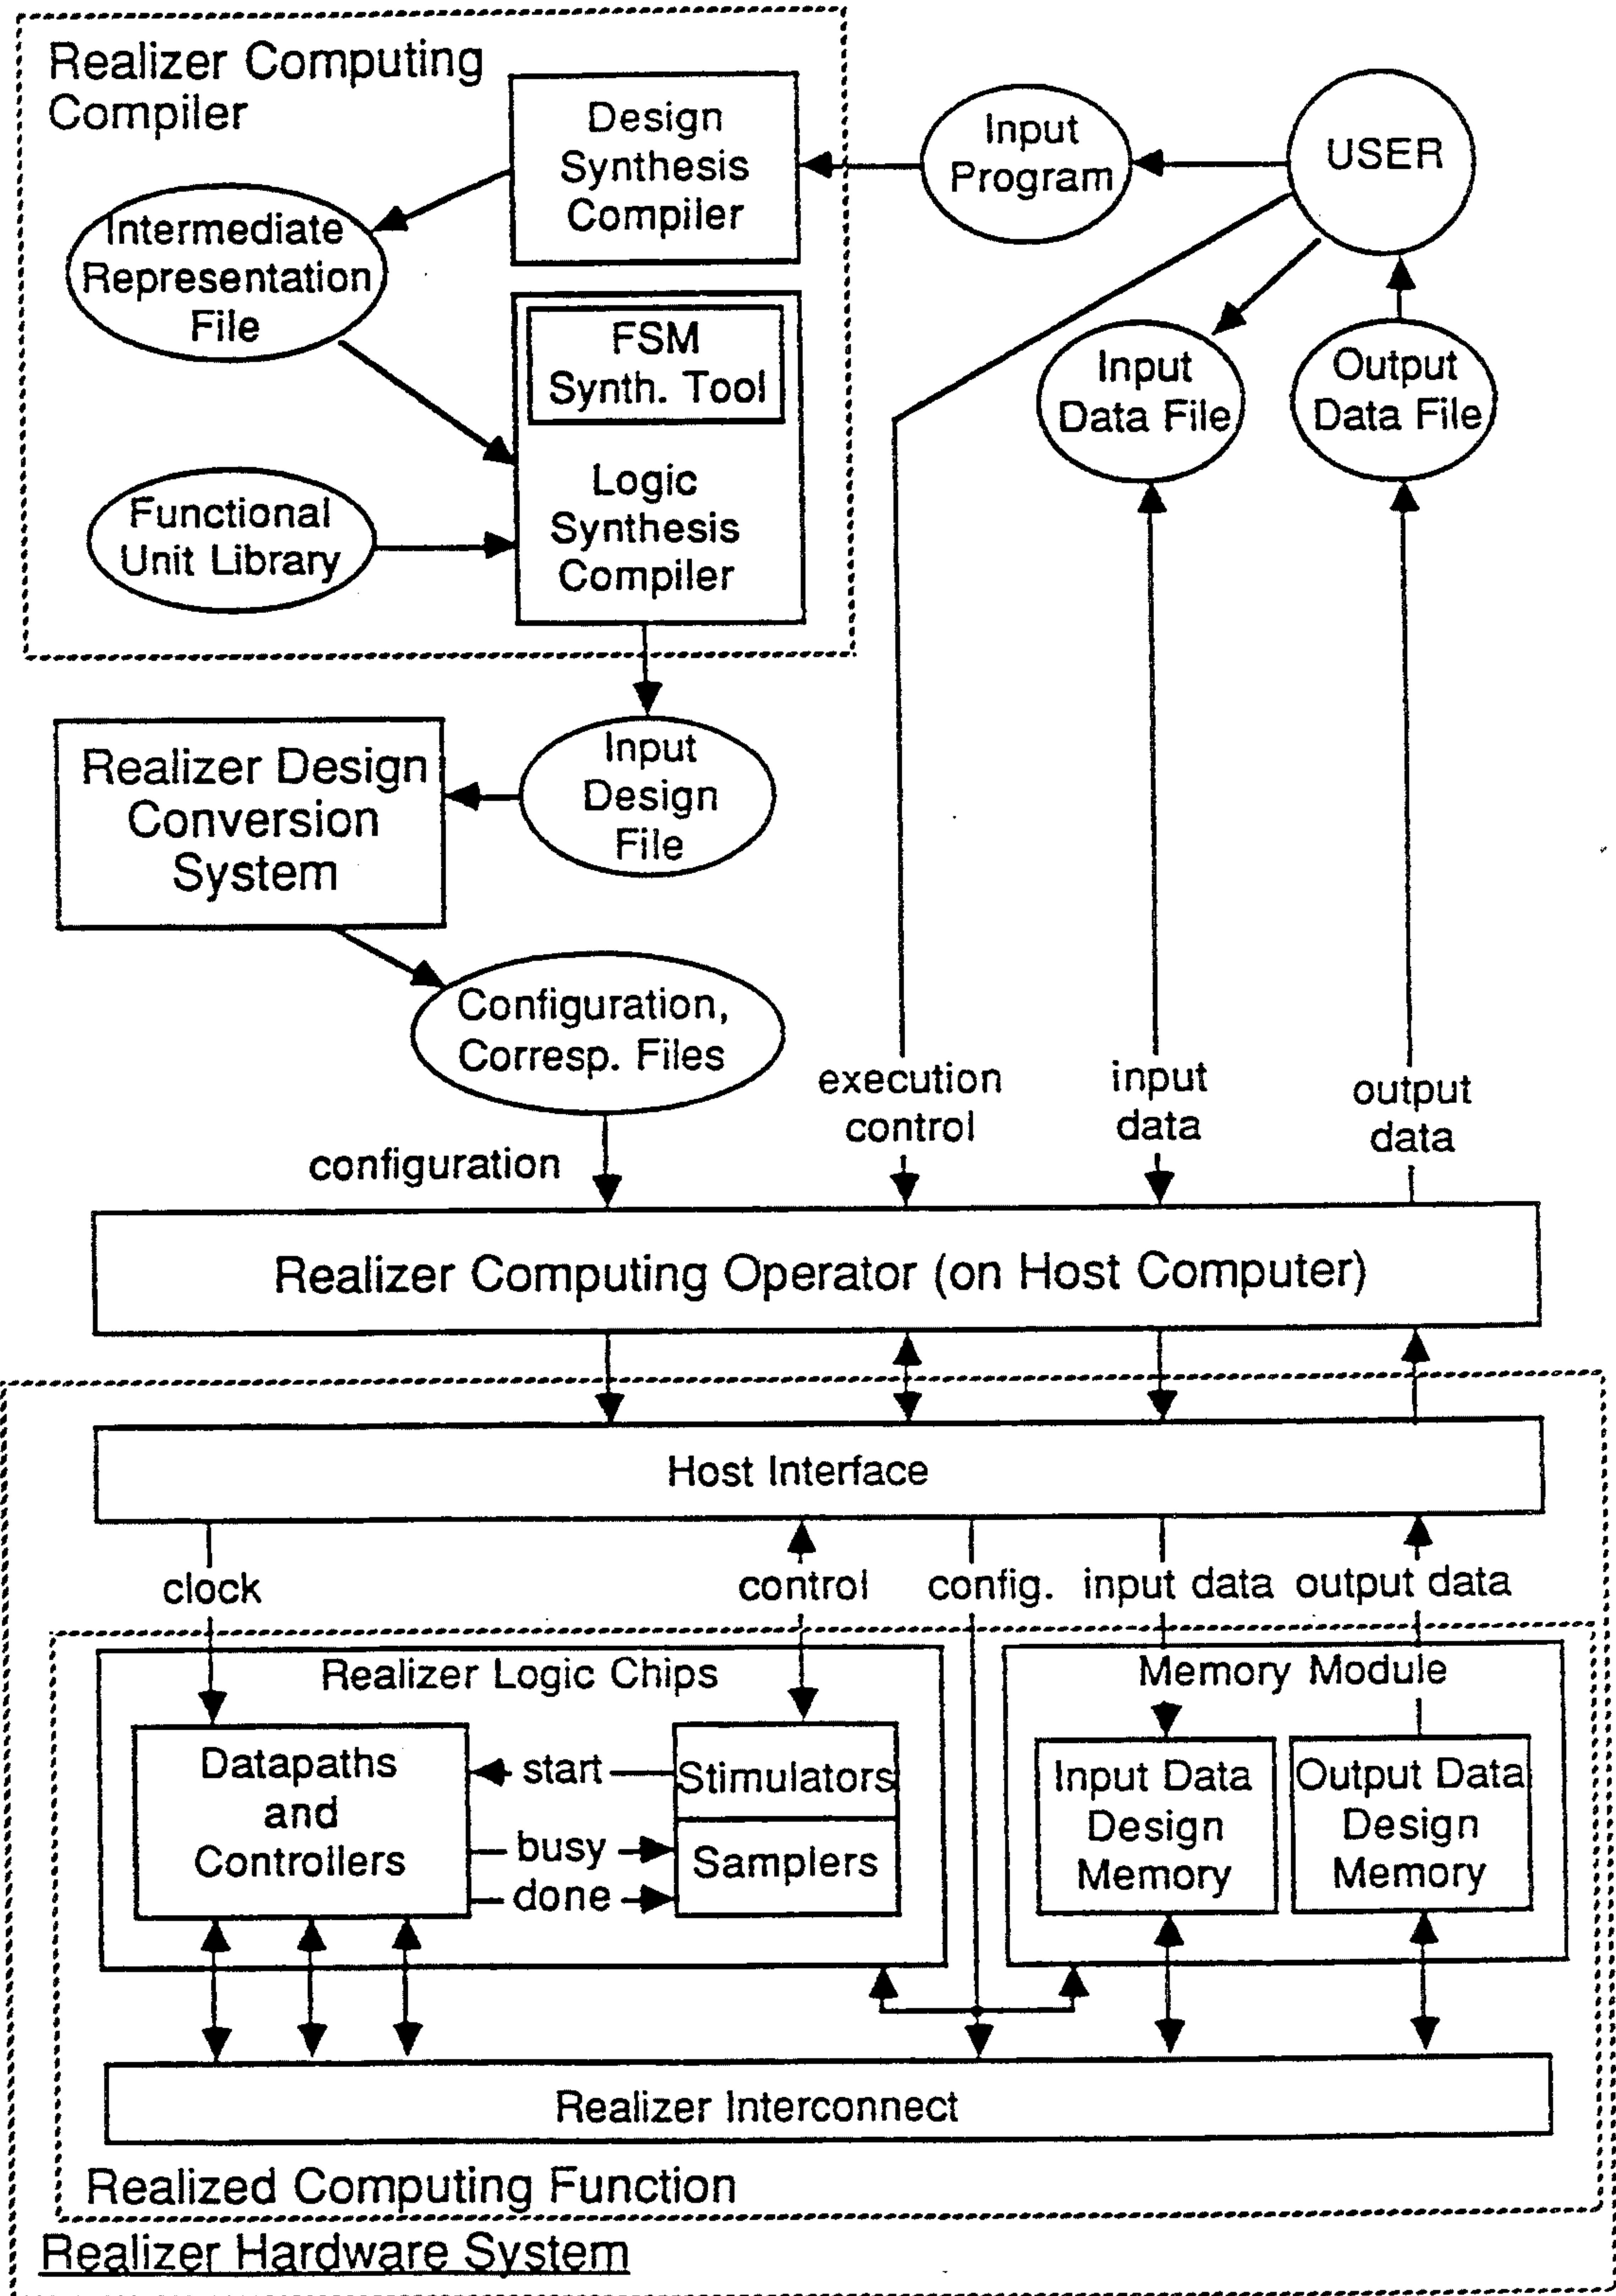 Realizer Computing
Compiler
Design
Synthesis
Compiler
Input
Program
USER
Intermediate
Representation
File
FSM
Synth. Tool
Logic
Synthesis
Compiler
Functional
Unit Library
Input
Data File
Output
Data File
Realizer Design
Conversion
System
Input
Design
File
Configuration,
Corresp. Files
configuration
execution
control
input
data
output
data
Realizer Computing Operator (on Host Computer)
Host Interface
clock
control
config.
input data
output data
Realizer Logic Chips
Memory Module
Datapaths
and
Controllers
start
busy
done
Stimulators
Samplers
Input Data
Design
Memory
Output Data
Design
Memory
Realizer Interconnect
Realized Computing Function
Realizer Hardware System